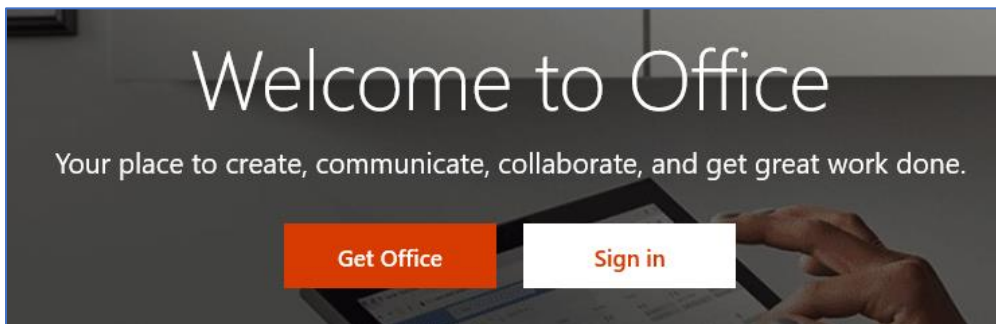 Welcome to Office
Your place to create, communicate, collaborate, and get great work done.
Get Office
Sign in